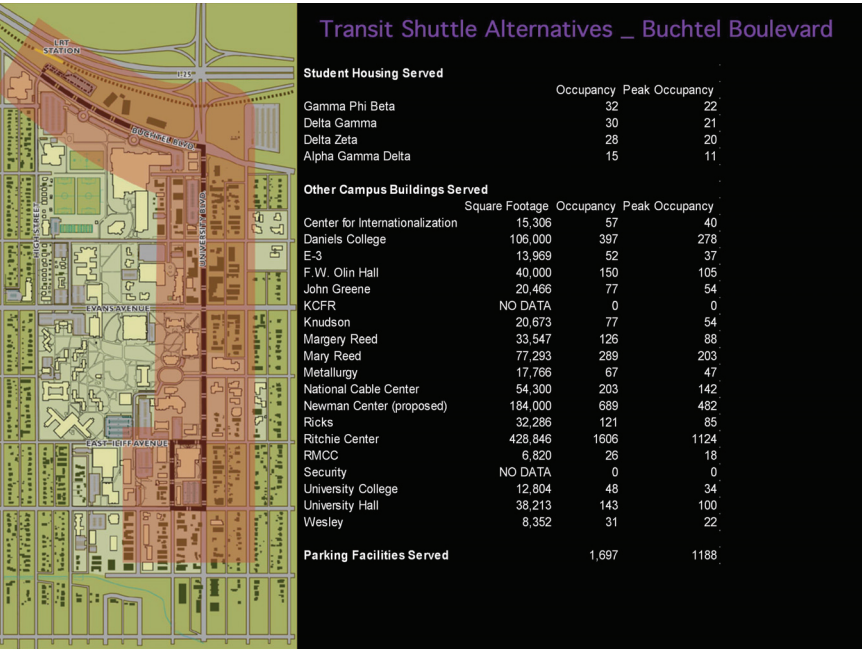 Transit Shuttle Alternatives _ Buchtel Boulevard
LRT
STATION
I-25
BUCHTEL BLVD
HIGH STREET
UNIVERSITY BLVD
EVANS AVENUE
EAST ILIFF AVENUE
Student Housing Served
Occupancy Peak Occupancy
Gamma Phi Beta 32 22
Delta Gamma 30 21
Delta Zeta 28 20
Alpha Gamma Delta 15 11
Other Campus Buildings Served
Square Footage Occupancy Peak Occupancy
Center for Internationalization 15,306 57 40
Daniels College 106,000 397 278
E-3 13,969 52 37
F.W. Olin Hall 40,000 150 105
John Greene 20,466 77 54
KCFR NO DATA 0 0
Knudson 20,673 77 54
Margery Reed 33,547 126 88
Mary Reed 77,293 289 203
Metallurgy 17,766 67 47
National Cable Center 54,300 203 142
Newman Center (proposed) 184,000 689 482
Ricks 32,286 121 85
Ritchie Center 428,846 1606 1124
RMCC 6,820 26 18
Security NO DATA 0 0
University College 12,804 48 34
University Hall 38,213 143 100
Wesley 8,352 31 22
Parking Facilities Served 1,697 1188